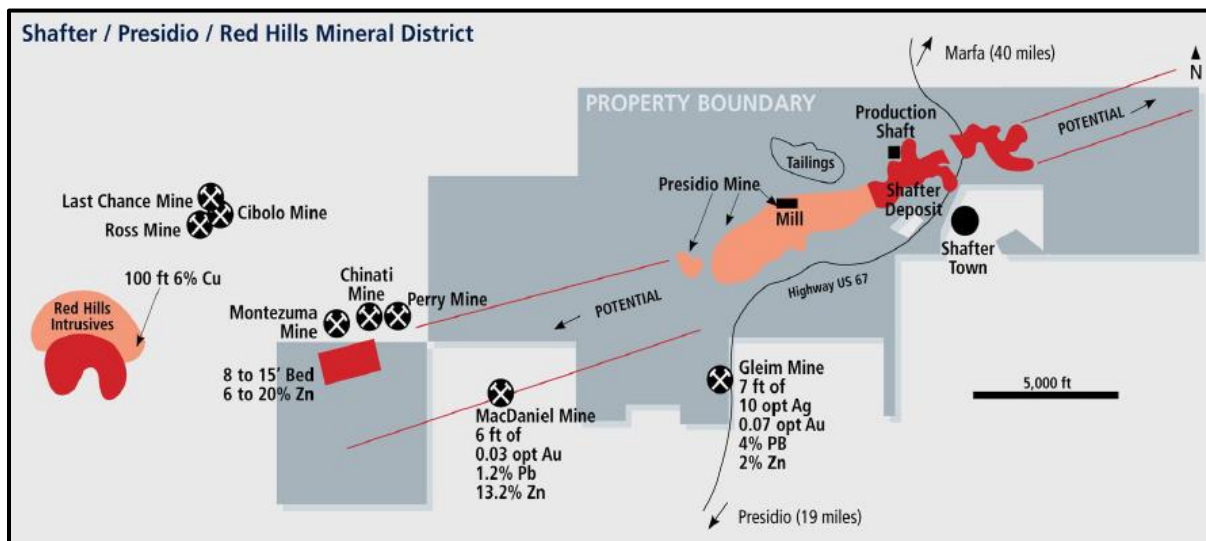 Shafter / Presidio / Red Hills Mineral District
Marfa (40 miles)
N
PROPERTY BOUNDARY
Production
Shaft
POTENTIAL
Tailings
Presidio Mine
Last Chance Mine
Cibolo Mine
Ross Mine
Mill
Shafter
Deposit
Shafter
Town
100 ft 6% Cu
Chinati
Mine
Perry Mine
Highway US 67
POTENTIAL
Red Hills
Intrusives
Montezuma
Mine
8 to 15' Bed
6 to 20% Zn
Gleim Mine
7 ft of
10 opt Ag
0.07 opt Au
4% PB
2% Zn
5,000 ft
MacDaniel Mine
6 ft of
0.03 opt Au
1.2% Pb
13.2% Zn
Presidio (19 miles)